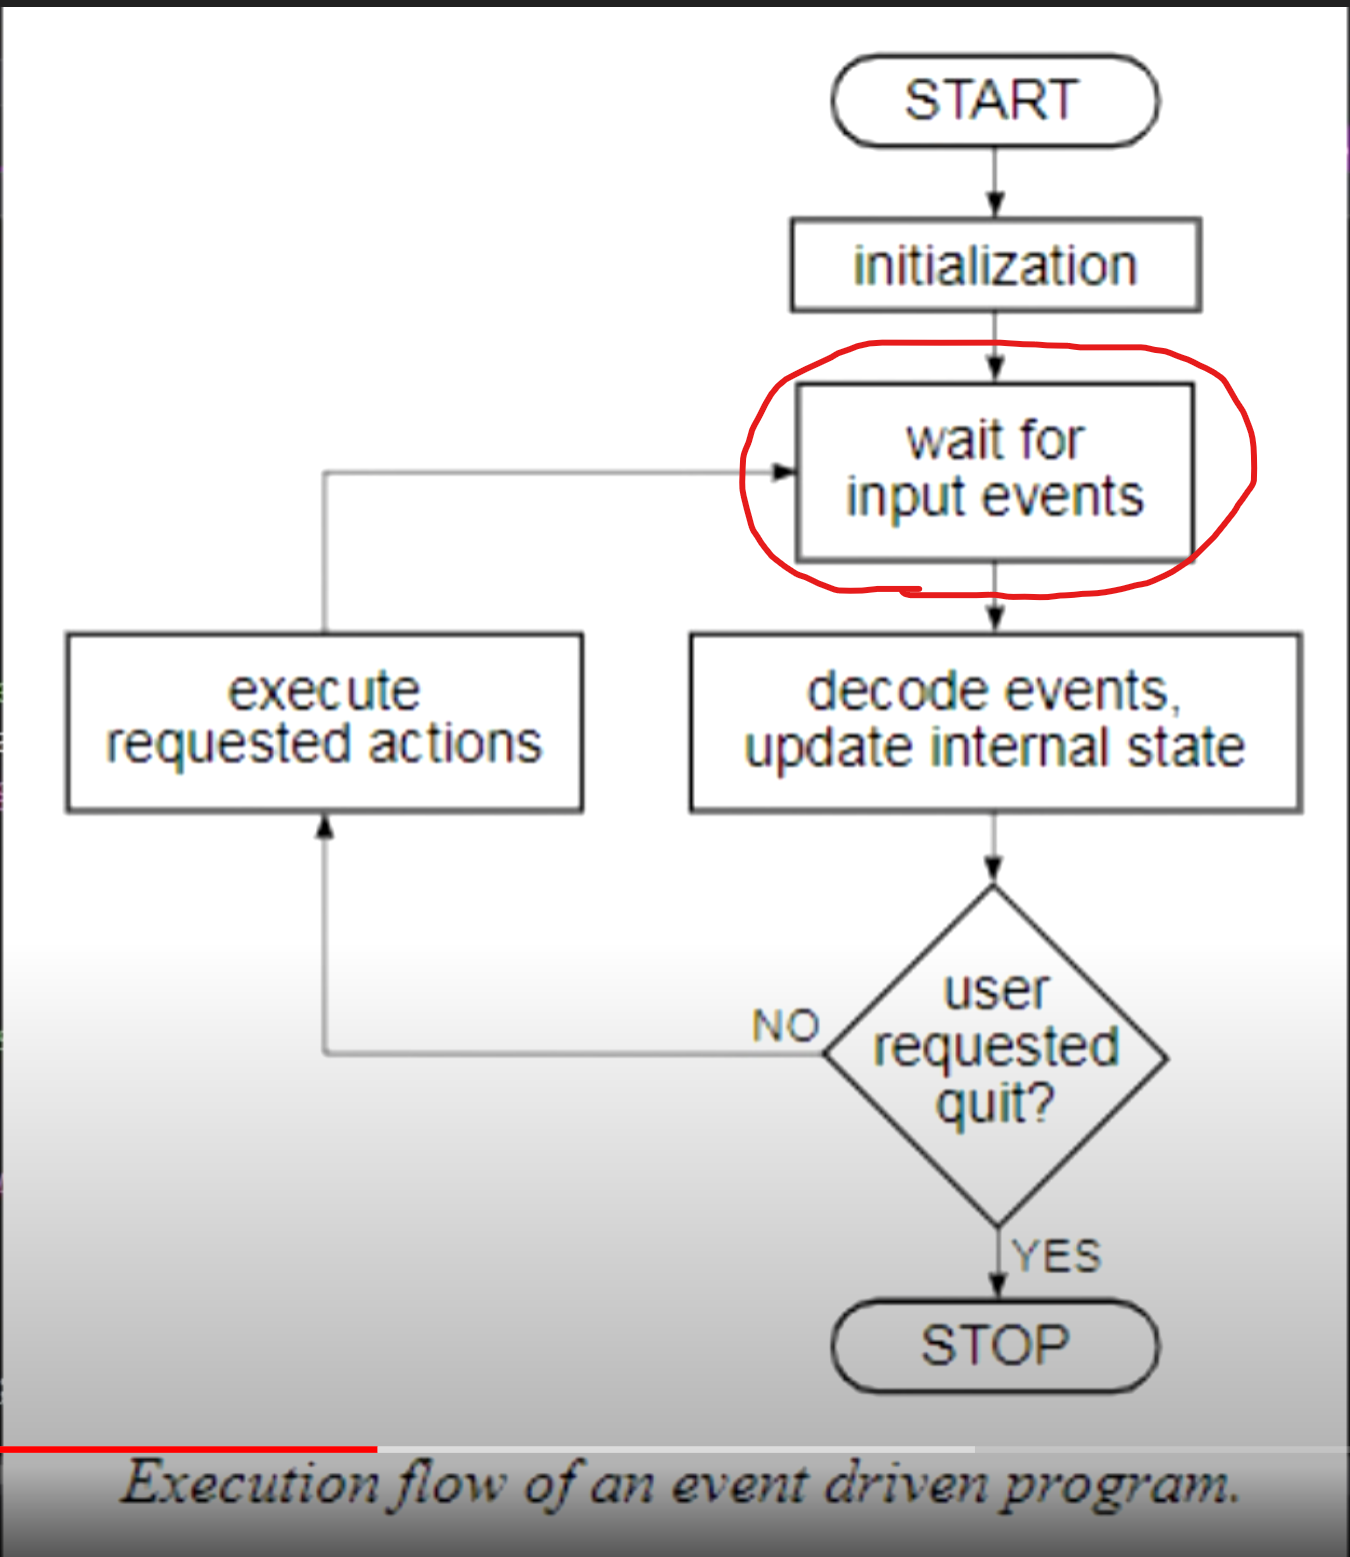 START
initialization
wait for
input events
execute
requested actions
decode events,
update internal state
user
requested
quit?
NO
YES
STOP
Execution flow of an event driven program.